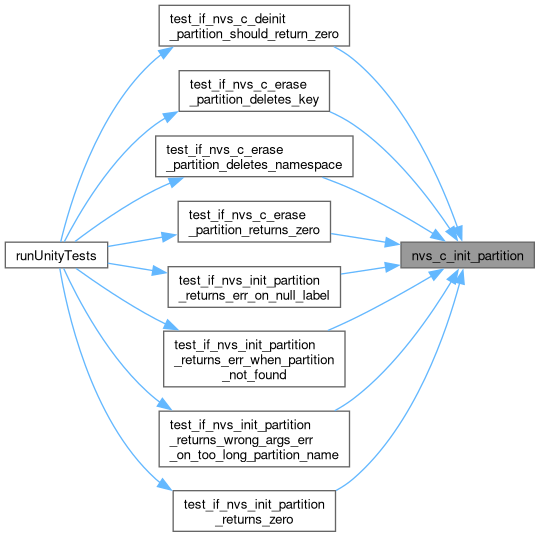 test_if_nvs_c_deinit
_partition_should_return_zero
test_if_nvs_c_erase
_partition_deletes_key
test_if_nvs_c_erase
_partition_deletes_namespace
test_if_nvs_c_erase
_partition_returns_zero
runUnityTests
nvs_c_init_partition
test_if_nvs_init_partition
_returns_err_on_null_label
test_if_nvs_init_partition
_returns_err_when_partition
_not_found
test_if_nvs_init_partition
_returns_wrong_args_err
_on_too_long_partition_name
test_if_nvs_init_partition
_returns_zero